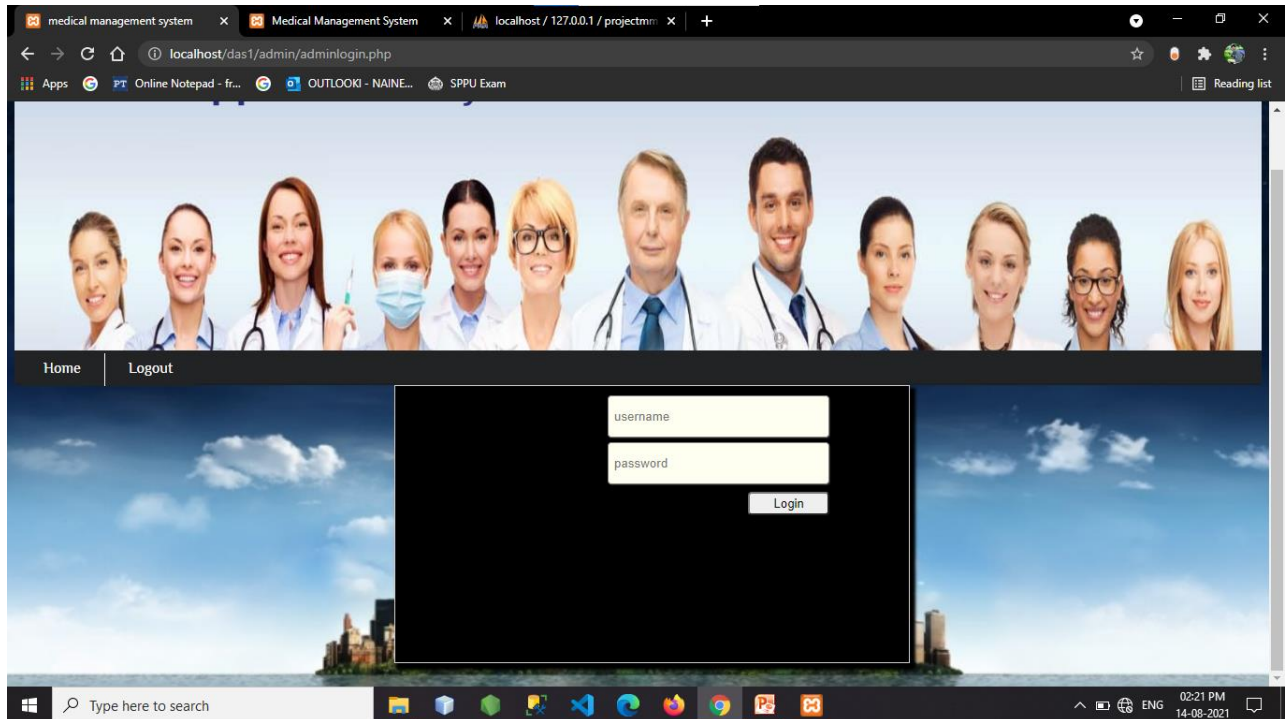 medical management system
Medical Management System
localhost / 127.0.0.1 / projectmm
localhost/das1/admin/adminlogin.php
Apps
PT Online Notepad - fr...
OUTLOOKI - NAINE...
SPPU Exam
Reading list
Home
Logout
username
password
Login
Type here to search
ENG
02:21 PM
14-08-2021